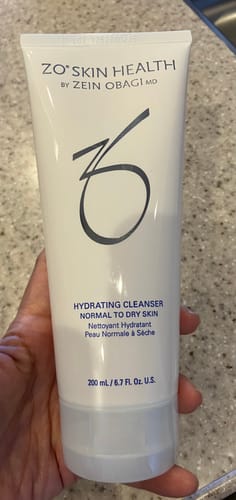 ZO® SKIN HEALTH
BY ZEIN OBAGI MD
HYDRATING CLEANSER
NORMAL TO DRY SKIN
Nettoyant Hydratant
Peau Normale à Sèche
200 mL / 6.7 Fl. Oz. U.S.